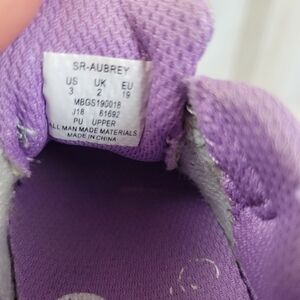 SR-AUBREY
US UK EU
3 2 19
MBGS190018
J18 61692
PU UPPER
ALL MAN MADE MATERIALS
MADE IN CHINA